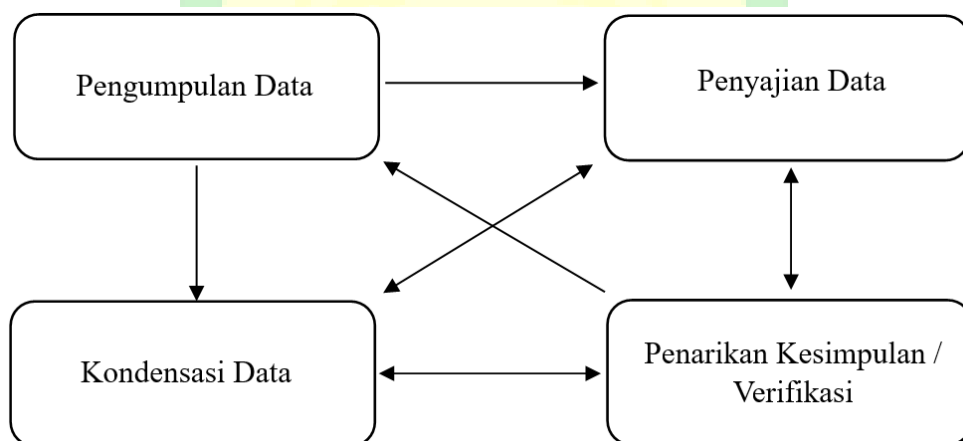 Pengumpulan Data
Penyajian Data
Kondensasi Data
Penarikan Kesimpulan /
Verifikasi